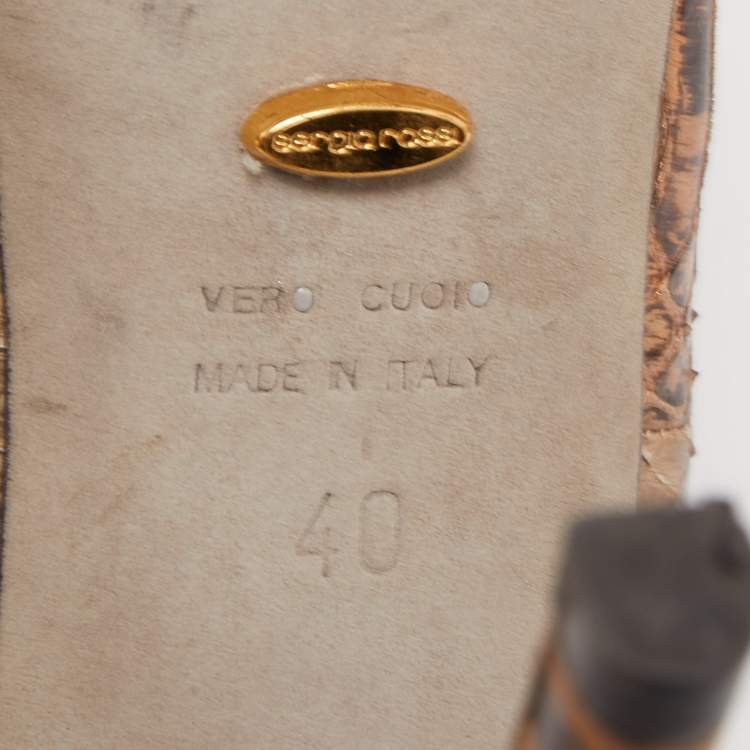 sergio rossi
VERO CUOIO
MADE IN ITALY
40